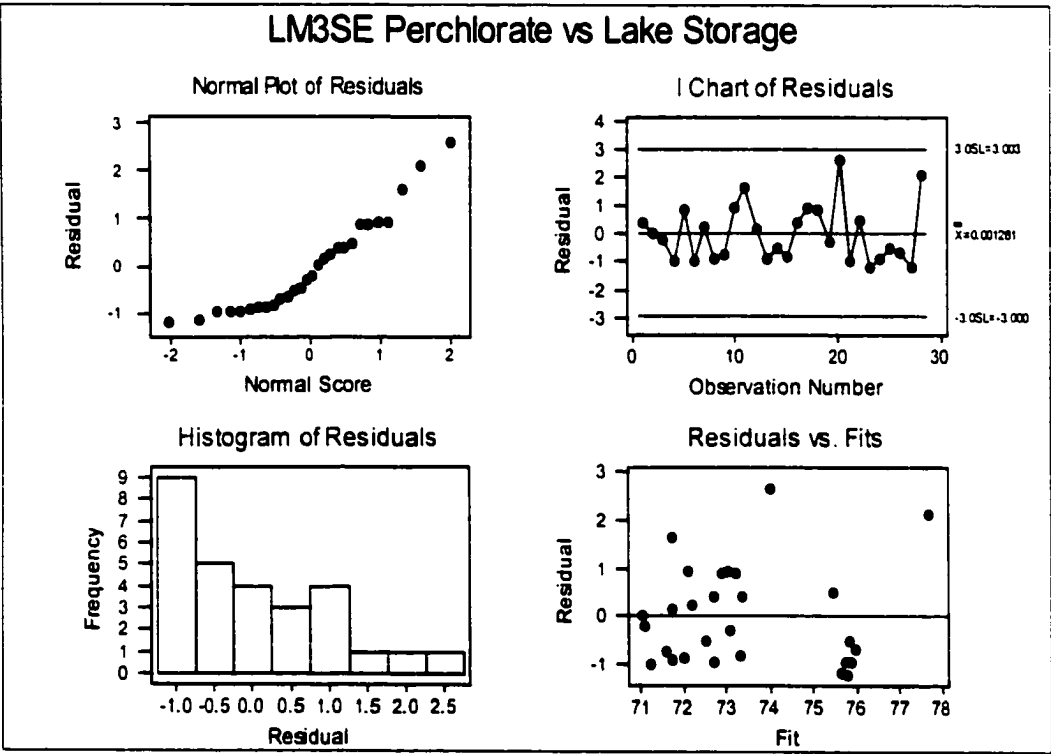 LM3SE Perchlorate vs Lake Storage
Normal Plot of Residuals
3
2
1
0
-1
Residual
-2 -1 0 1 2
Normal Score
I Chart of Residuals
4
3
2
1
0
-1
-2
-3
Residual
3.0SL=3.003
X=0.001281
-3.0SL=-3.000
0 10 20 30
Observation Number
Histogram of Residuals
9
8
7
6
5
4
3
2
1
0
Frequency
-1.0 -0.5 0.0 0.5 1.0 1.5 2.0 2.5
Residual
Residuals vs. Fits
3
2
1
0
-1
Residual
71 72 73 74 75 76 77 78
Fit